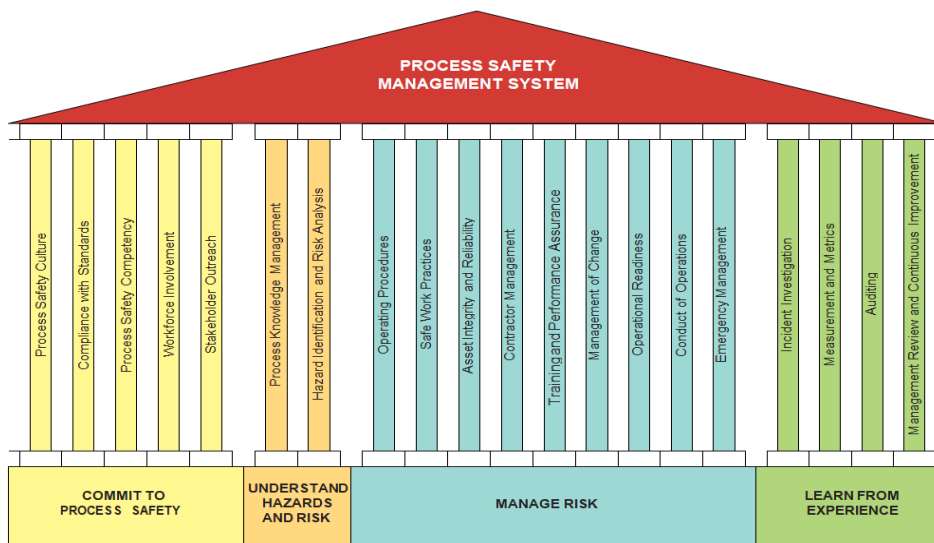 PROCESS SAFETY
MANAGEMENT SYSTEM
Process Safety Culture
Compliance with Standards
Process Safety Competency
Workforce Involvement
Stakeholder Outreach
Process Knowledge Management
Hazard Identification and Risk Analysis
Operating Procedures
Safe Work Practices
Asset Integrity and Reliability
Contractor Management
Training and Performance Assurance
Management of Change
Operational Readiness
Conduct of Operations
Emergency Management
Incident Investigation
Measurement and Metrics
Auditing
Management Review and Continuous Improvement
COMMIT TO
PROCESS SAFETY
UNDERSTAND
HAZARDS
AND RISK
MANAGE RISK
LEARN FROM
EXPERIENCE